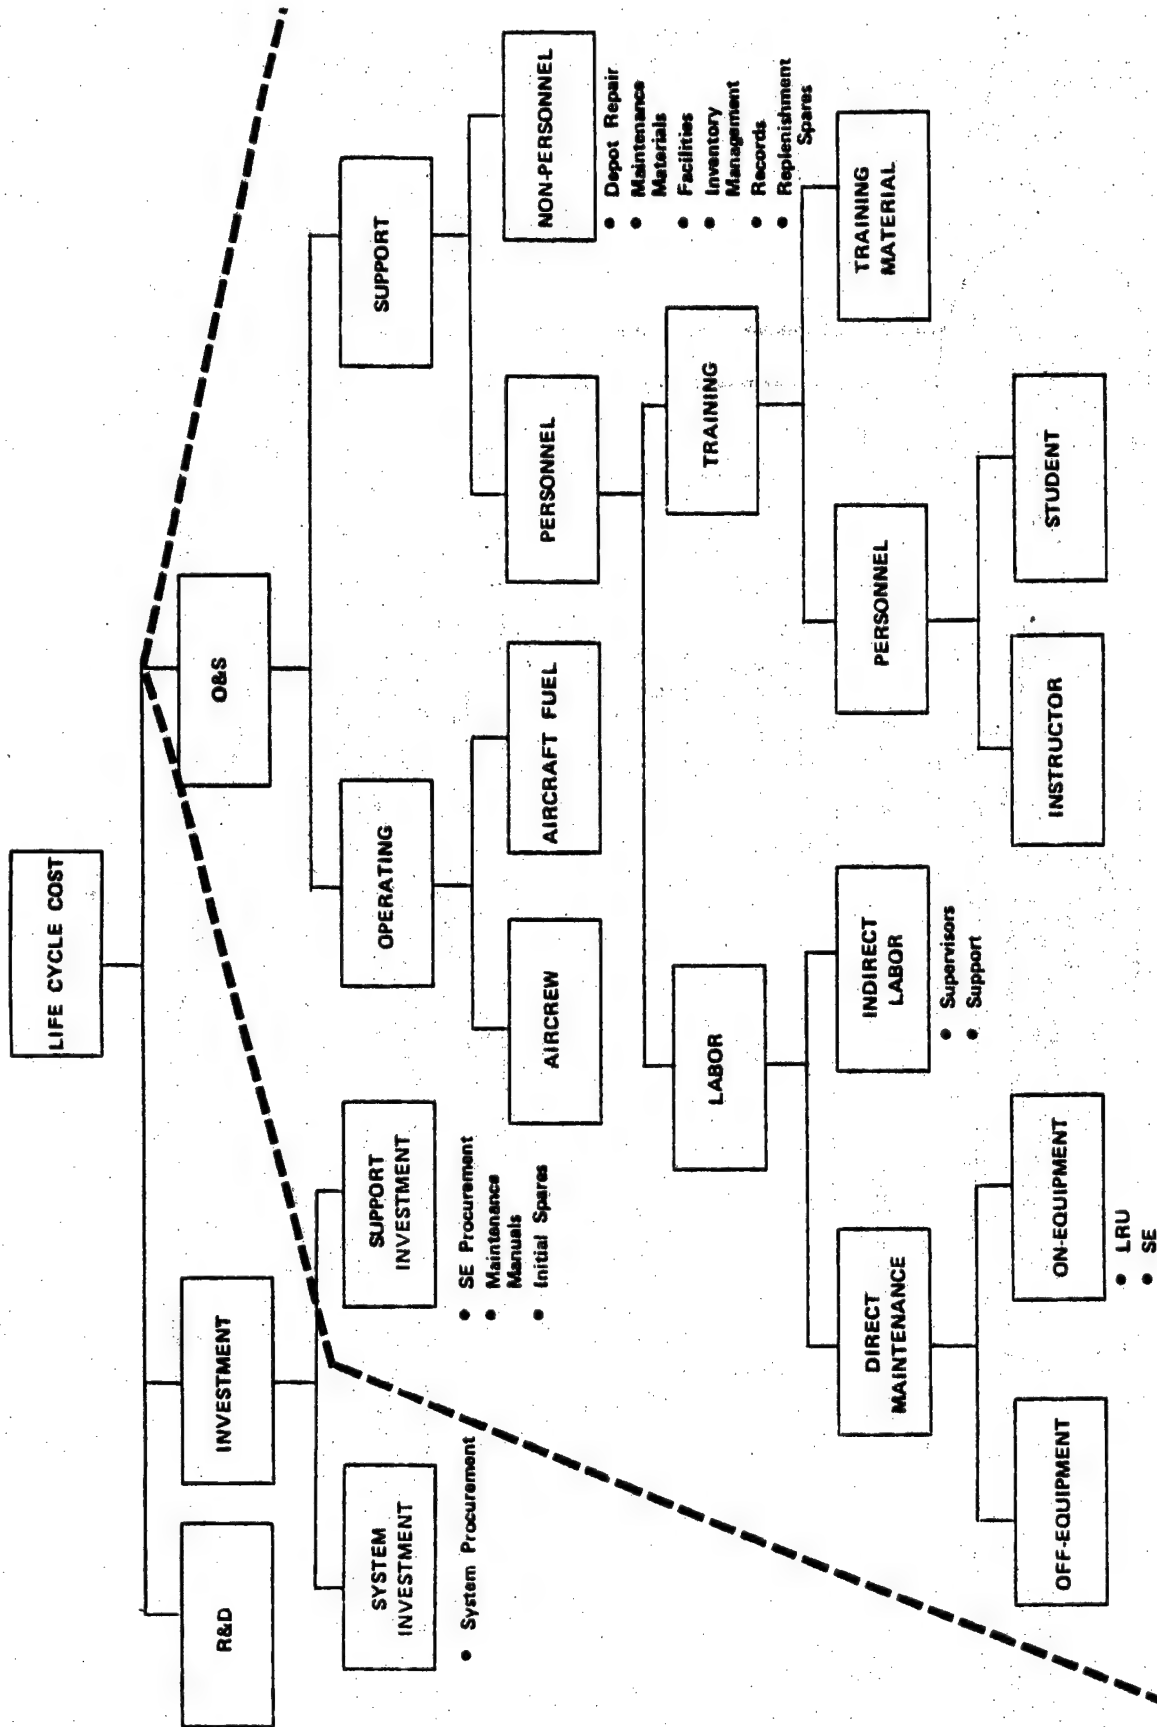 LIFE CYCLE COST
R&D
INVESTMENT
O&S
SYSTEM
INVESTMENT
• System Procurement
SUPPORT
INVESTMENT
• SE Procurement
• Maintenance
Manuals
• Initial Spares
OPERATING
SUPPORT
AIRCREW
AIRCRAFT FUEL
PERSONNEL
NON-PERSONNEL
• Depot Repair
• Maintenance
Materials
• Facilities
• Inventory
Management
• Records
• Replenishment
Spares
LABOR
TRAINING
DIRECT
MAINTENANCE
INDIRECT
LABOR
• Supervisors
• Support
PERSONNEL
TRAINING
MATERIAL
OFF-EQUIPMENT
ON-EQUIPMENT
• LRU
• SE
INSTRUCTOR
STUDENT